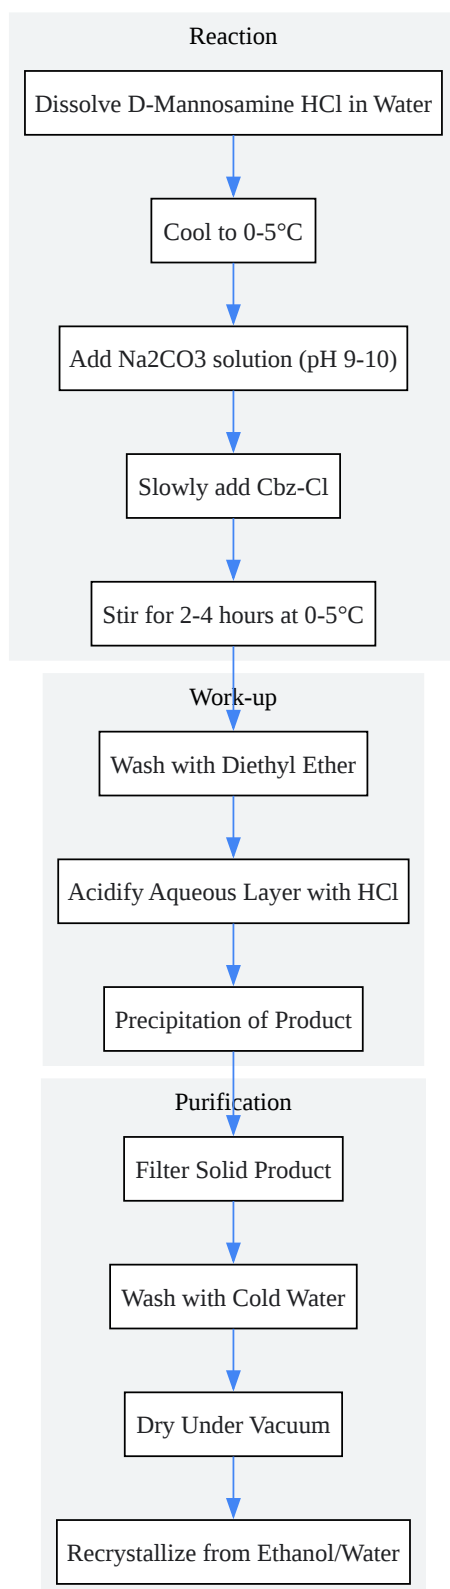 Reaction
Dissolve D-Mannosamine HCl in Water
Cool to 0-5°C
Add Na2CO3 solution (pH 9-10)
Slowly add Cbz-Cl
Stir for 2-4 hours at 0-5°C
Work-up
Wash with Diethyl Ether
Acidify Aqueous Layer with HCl
Precipitation of Product
Purification
Filter Solid Product
Wash with Cold Water
Dry Under Vacuum
Recrystallize from Ethanol/Water